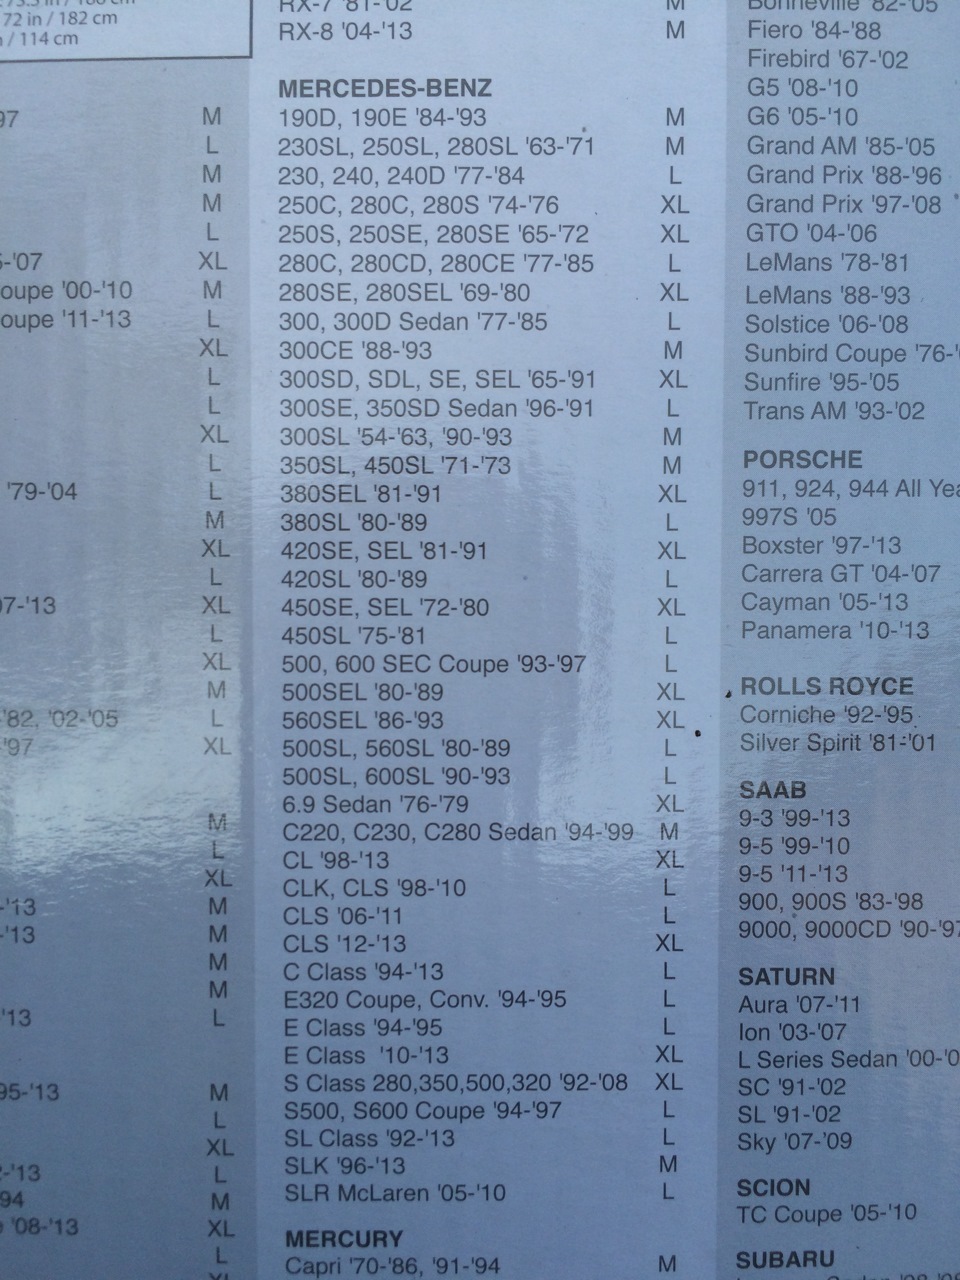 72 in / 182 cm
/ 114 cm
97 M
L
M
M
L
-'07 XL
oupe '00-'10 M
oupe '11-'13 L
XL
L
L
XL
L
'79-'04 L
M
XL
L
07-'13 XL
L
XL
M
'82, '02-'05 L
'97 XL
M
L
XL
-'13 M
-'13 M
M
M
'13 L
95-'13 M
L
XL
-'13 L
94 M
'08-'13 XL
L
XL
RX-7 '81-'02 M
RX-8 '04-'13 M
MERCEDES-BENZ
190D, 190E '84-'93 M
230SL, 250SL, 280SL '63-'71 M
230, 240, 240D '77-'84 L
250C, 280C, 280S '74-'76 XL
250S, 250SE, 280SE '65-'72 XL
280C, 280CD, 280CE '77-'85 L
280SE, 280SEL '69-'80 XL
300, 300D Sedan '77-'85 L
300CE '88-'93 M
300SD, SDL, SE, SEL '65-'91 XL
300SE, 350SD Sedan '96-'91 L
300SL '54-'63, '90-'93 M
350SL, 450SL '71-'73 M
380SEL '81-'91 XL
380SL '80-'89 L
420SE, SEL '81-'91 XL
420SL '80-'89 L
450SE, SEL '72-'80 XL
450SL '75-'81 L
500, 600 SEC Coupe '93-'97 L
500SEL '80-'89 XL
560SEL '86-'93 XL
500SL, 560SL '80-'89 L
500SL, 600SL '90-'93 L
6.9 Sedan '76-'79 XL
C220, C230, C280 Sedan '94-'99 M
CL '98-'13 XL
CLK, CLS '98-'10 L
CLS '06-'11 L
CLS '12-'13 XL
C Class '94-'13 L
E320 Coupe, Conv. '94-'95 L
E Class '94-'95 L
E Class '10-'13 XL
S Class 280,350,500,320 '92-'08 XL
S500, S600 Coupe '94-'97 L
SL Class '92-'13 L
SLK '96-'13 M
SLR McLaren '05-'10 L
MERCURY
Capri '70-'86, '91-'94 M
Bonneville '82-'05
Fiero '84-'88
Firebird '67-'02
G5 '08-'10
G6 '05-'10
Grand AM '85-'05
Grand Prix '88-'96
Grand Prix '97-'08
GTO '04-'06
LeMans '78-'81
LeMans '88-'93
Solstice '06-'08
Sunbird Coupe '76-'
Sunfire '95-'05
Trans AM '93-'02
PORSCHE
911, 924, 944 All Yea
997S '05
Boxster '97-'13
Carrera GT '04-'07
Cayman '05-'13
Panamera '10-'13
ROLLS ROYCE
Corniche '92-'95
Silver Spirit '81-'01
SAAB
9-3 '99-'13
9-5 '99-'10
9-5 '11-'13
900, 900S '83-'98
9000, 9000CD '90-'97
SATURN
Aura '07-'11
Ion '03-'07
L Series Sedan '00-'0
SC '91-'02
SL '91-'02
Sky '07-'09
SCION
TC Coupe '05-'10
SUBARU